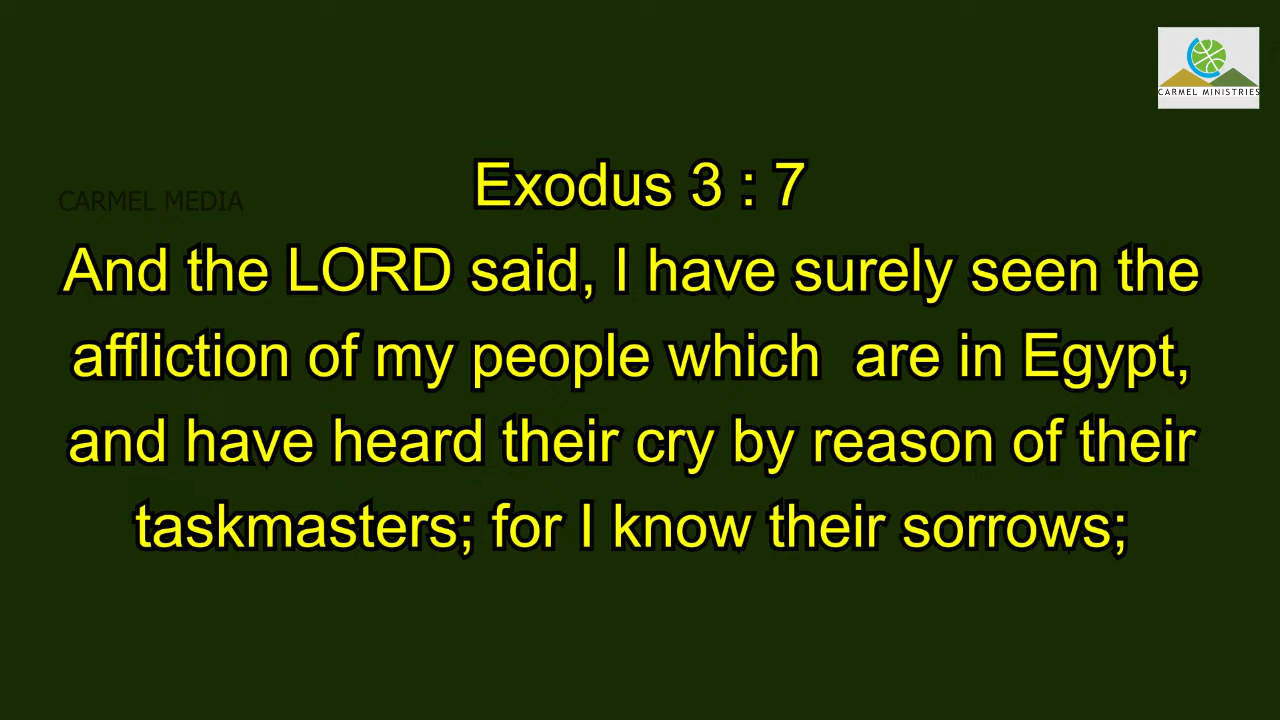 CARMEL MINISTRIES
Exodus 3 : 7
CARMEL MEDIA
And the LORD said, I have surely seen the
affliction of my people which  are in Egypt,
and have heard their cry by reason of their
taskmasters; for I know their sorrows;